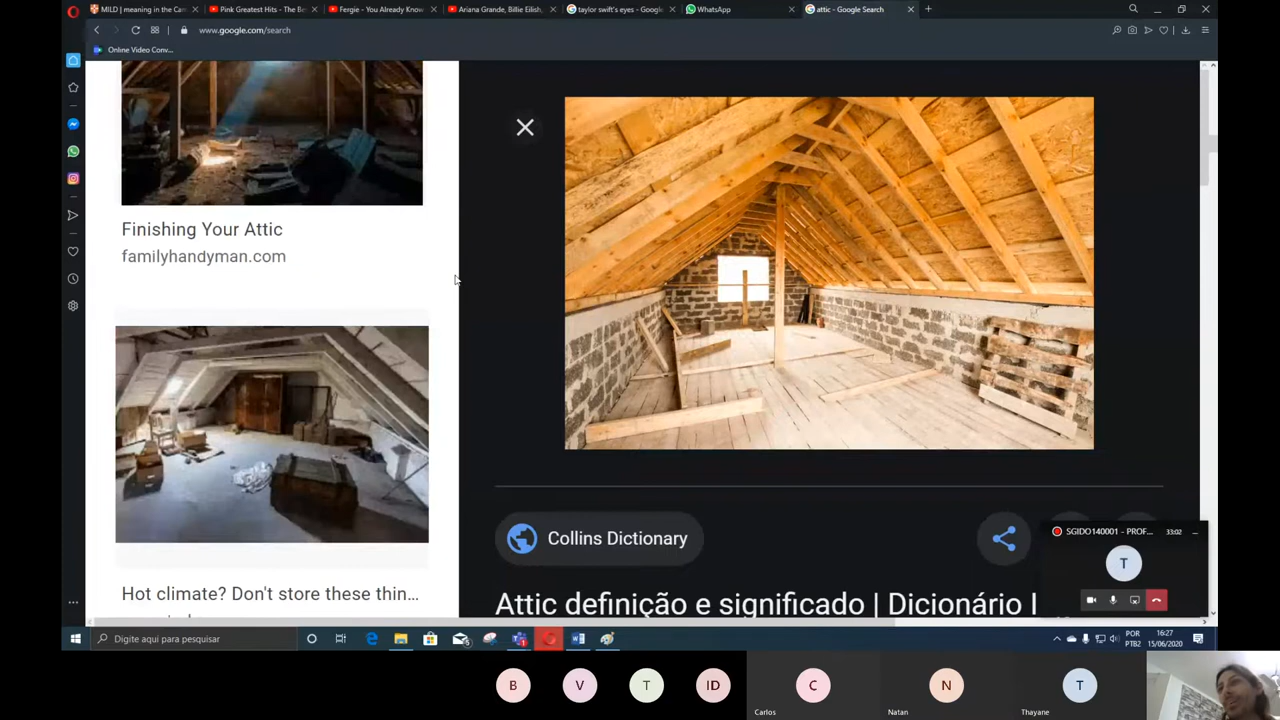 MILD | meaning in the Cam
Pink Greatest Hits - The Be
Fergie - You Already Know
Ariana Grande, Billie Eilish,
taylor swift's eyes - Google
WhatsApp
attic - Google Search
www.google.com/search
Online Video Conv...
Finishing Your Attic
familyhandyman.com
Hot climate? Don't store these thin...
Collins Dictionary
Attic definição e significado | Dicionário I
SGIDO140001 - PROF...
33:02
T
Digite aqui para pesquisar
POR
PTB2
16:27
15/06/2020
B
V
T
ID
C
N
T
Carlos
Natan
Thayane